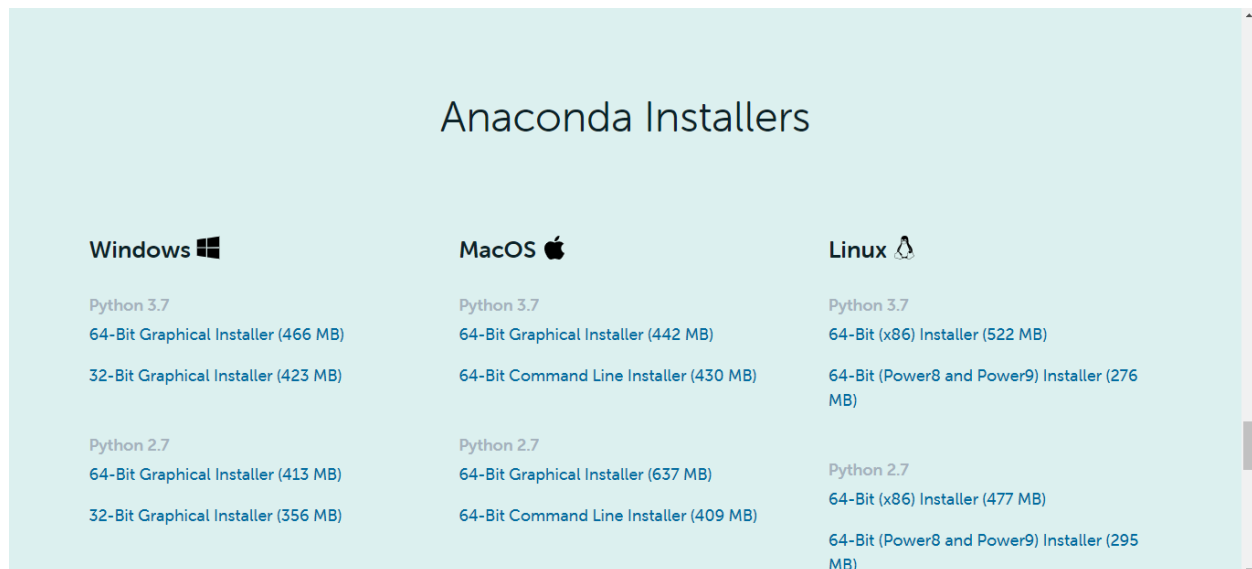 Anaconda Installers
Windows
Python 3.7
64-Bit Graphical Installer (466 MB)
32-Bit Graphical Installer (423 MB)
Python 2.7
64-Bit Graphical Installer (413 MB)
32-Bit Graphical Installer (356 MB)
MacOS
Python 3.7
64-Bit Graphical Installer (442 MB)
64-Bit Command Line Installer (430 MB)
Python 2.7
64-Bit Graphical Installer (637 MB)
64-Bit Command Line Installer (409 MB)
Linux
Python 3.7
64-Bit (x86) Installer (522 MB)
64-Bit (Power8 and Power9) Installer (276
MB)
Python 2.7
64-Bit (x86) Installer (477 MB)
64-Bit (Power8 and Power9) Installer (295
MB)